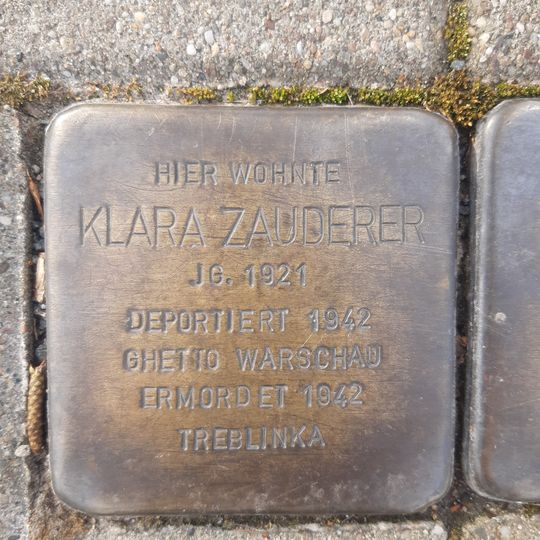 HIER WOHNTE
KLARA ZAUDERER
JG. 1921
DEPORTIERT 1942
GHETTO WARSCHAU
ERMORDET 1942
TREBLINKA